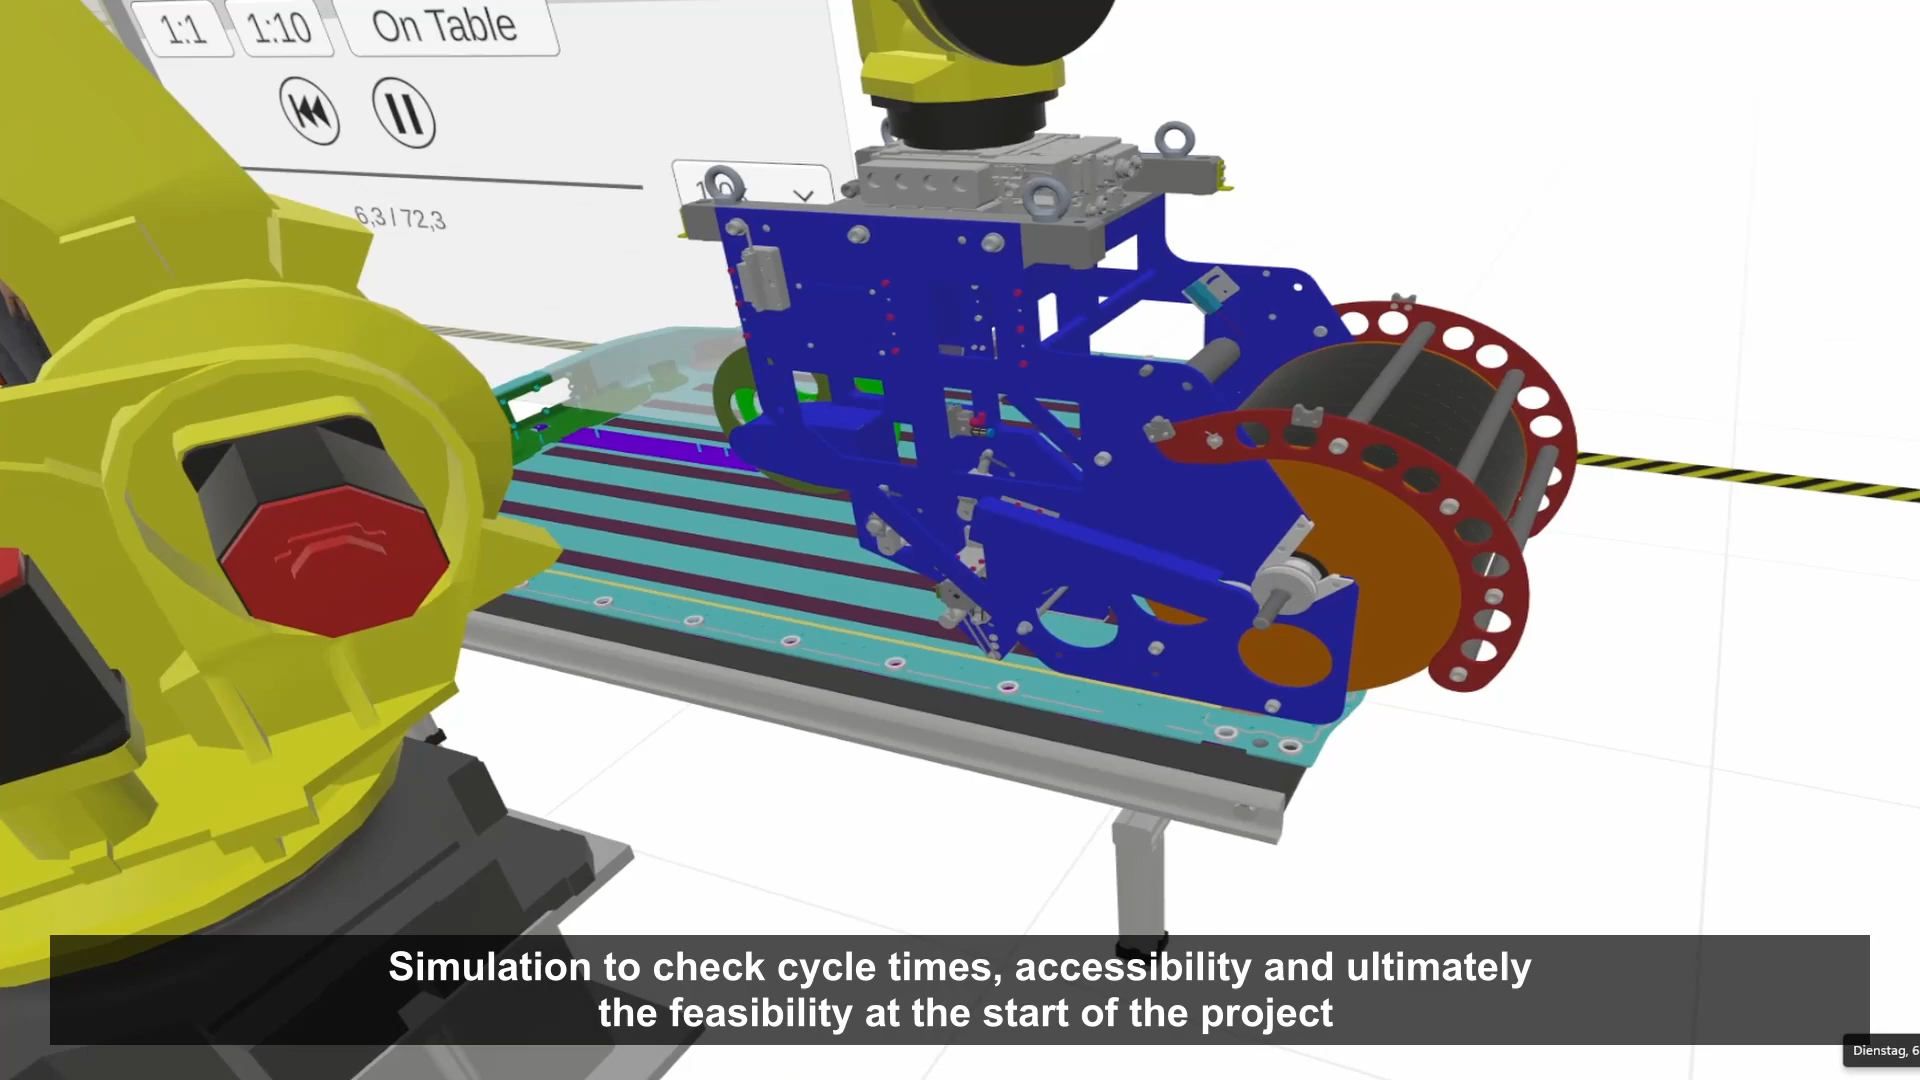 1:1 1:10 On Table
6,3 / 72,3
Simulation to check cycle times, accessibility and ultimately
the feasibility at the start of the project
Dienstag, 6